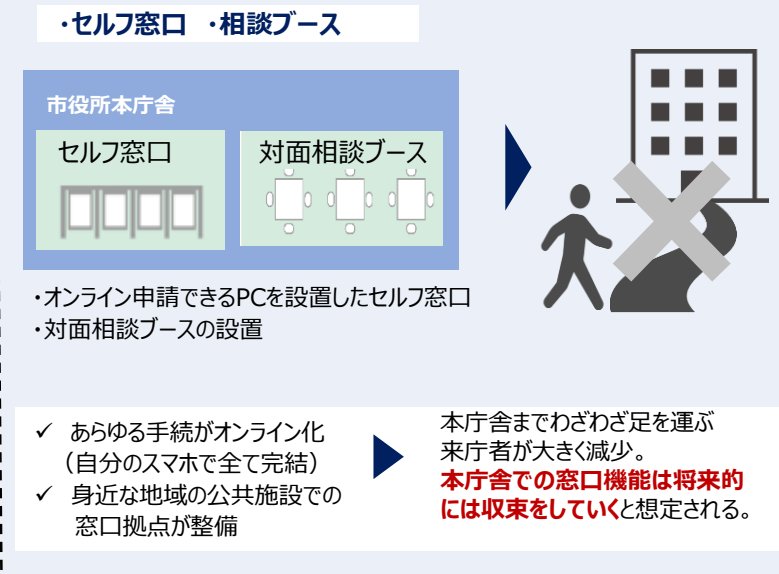 ・セルフ窓口 ・相談ブース
市役所本庁舎
セルフ窓口
対面相談ブース
・オンライン申請できるPCを設置したセルフ窓口
・対面相談ブースの設置
✓ あらゆる手続がオンライン化
（自分のスマホで全て完結）
✓ 身近な地域の公共施設での
窓口拠点が整備
本庁舎までわざわざ足を運ぶ
来庁者が大きく減少。
本庁舎での窓口機能は将来的
には収束をしていくと想定される。